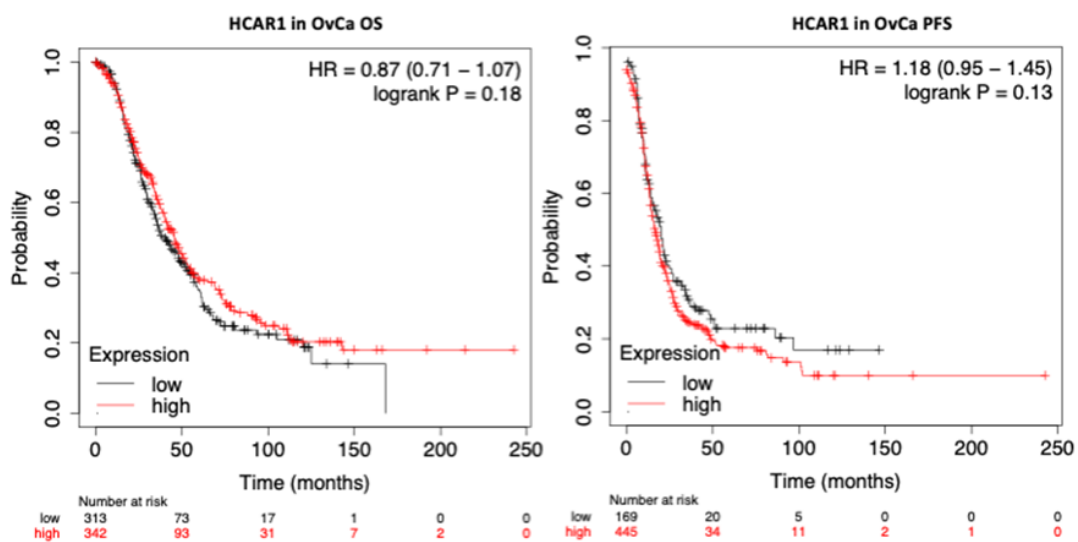 HCAR1 in OvCa OS
HR = 0.87 (0.71 – 1.07)
logrank P = 0.18
Probability
1.0
0.8
0.6
0.4
0.2
0.0
Expression
low
high
0 50 100 150 200 250
Time (months)
Number at risk
low 313 73 17 1 0 0
high 342 93 31 7 2 0
HCAR1 in OvCa PFS
HR = 1.18 (0.95 – 1.45)
logrank P = 0.13
Probability
1.0
0.8
0.6
0.4
0.2
0.0
Expression
low
high
0 50 100 150 200 250
Time (months)
Number at risk
low 169 20 5 0 0 0
high 445 34 11 2 1 0